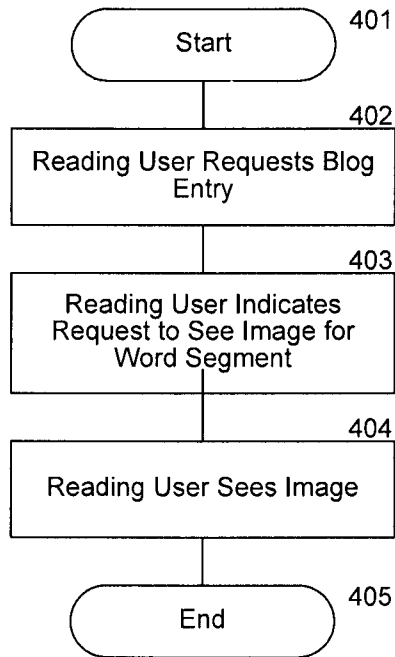 401
Start
402
Reading User Requests Blog
Entry
403
Reading User Indicates
Request to See Image for
Word Segment
404
Reading User Sees Image
405
End